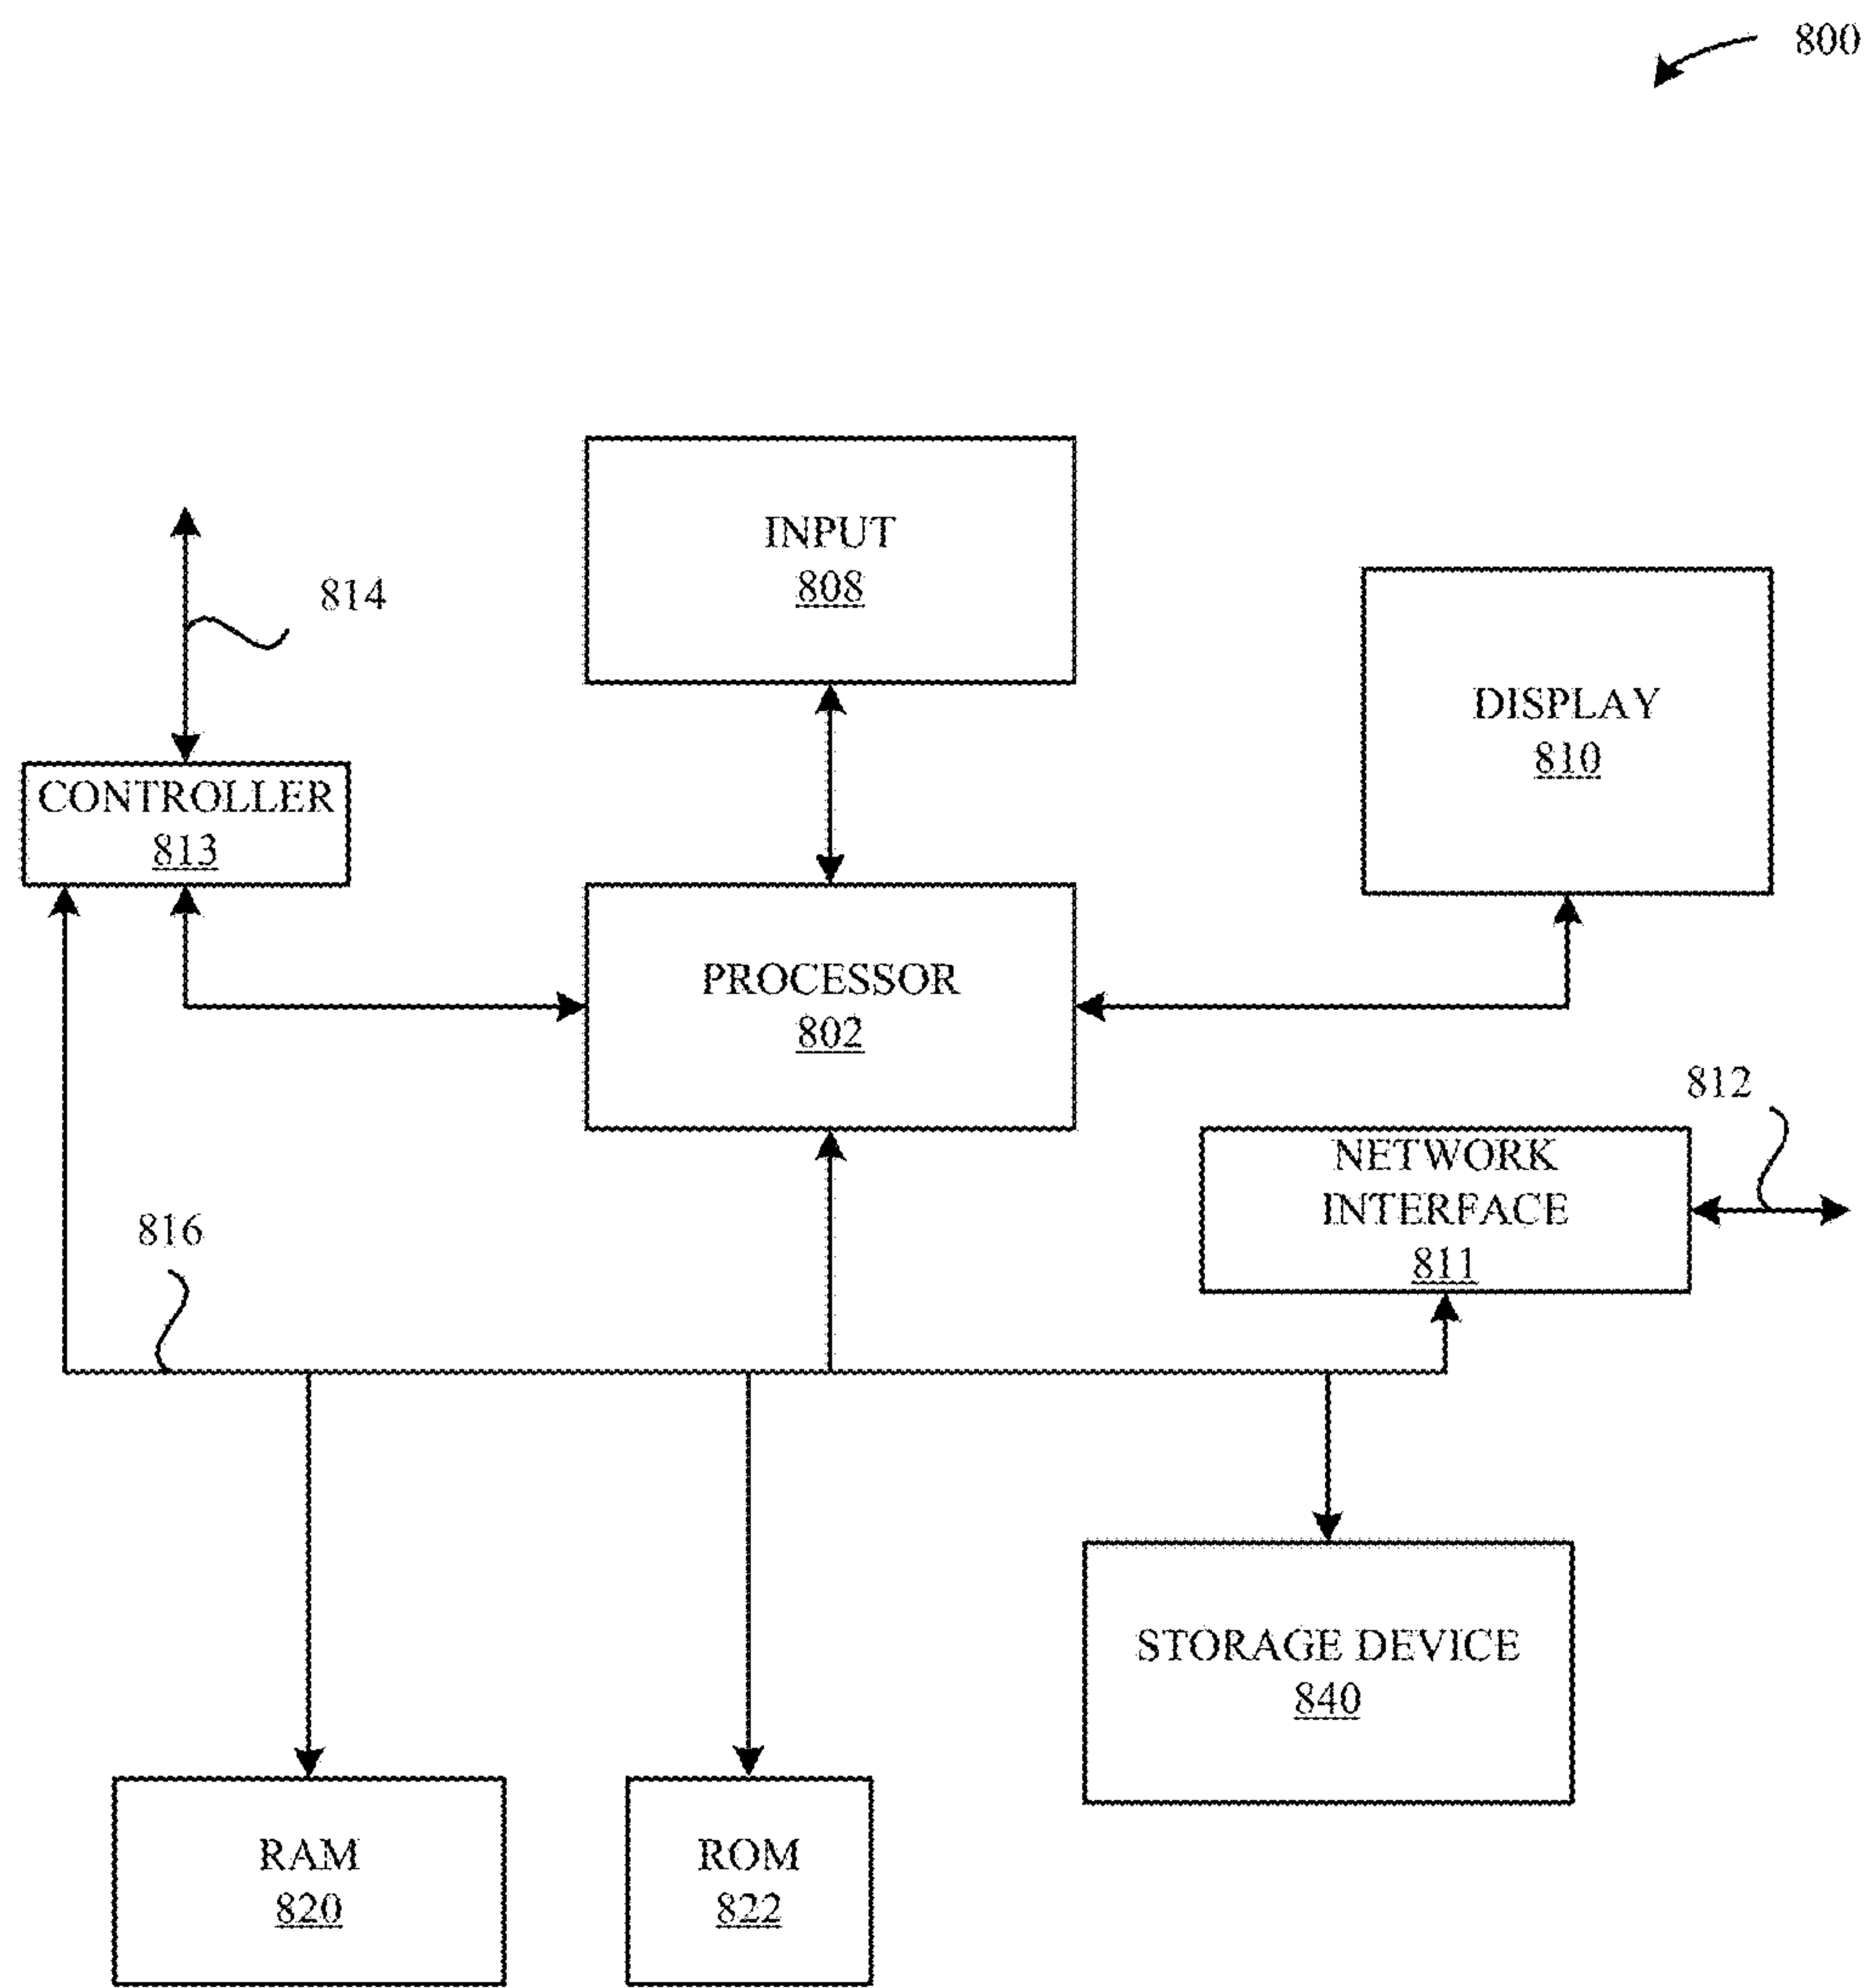 800
INPUT
808
814
DISPLAY
810
CONTROLLER
813
PROCESSOR
802
812
NETWORK
INTERFACE
811
816
STORAGE DEVICE
840
RAM
820
ROM
822